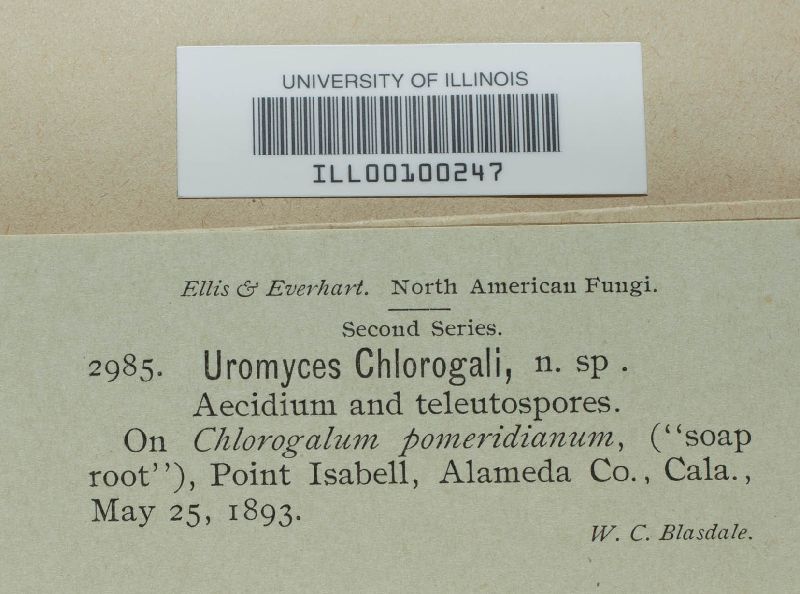 UNIVERSITY OF ILLINOIS
ILL00100247
Ellis & Everhart. North American Fungi.
Second Series.
2985. Uromyces Chlorogali, n. sp .
Aecidium and teleutospores.
On Chlorogalum pomeridianum, ("soap
root"), Point Isabell, Alameda Co., Cala.,
May 25, 1893.
W. C. Blasdale.